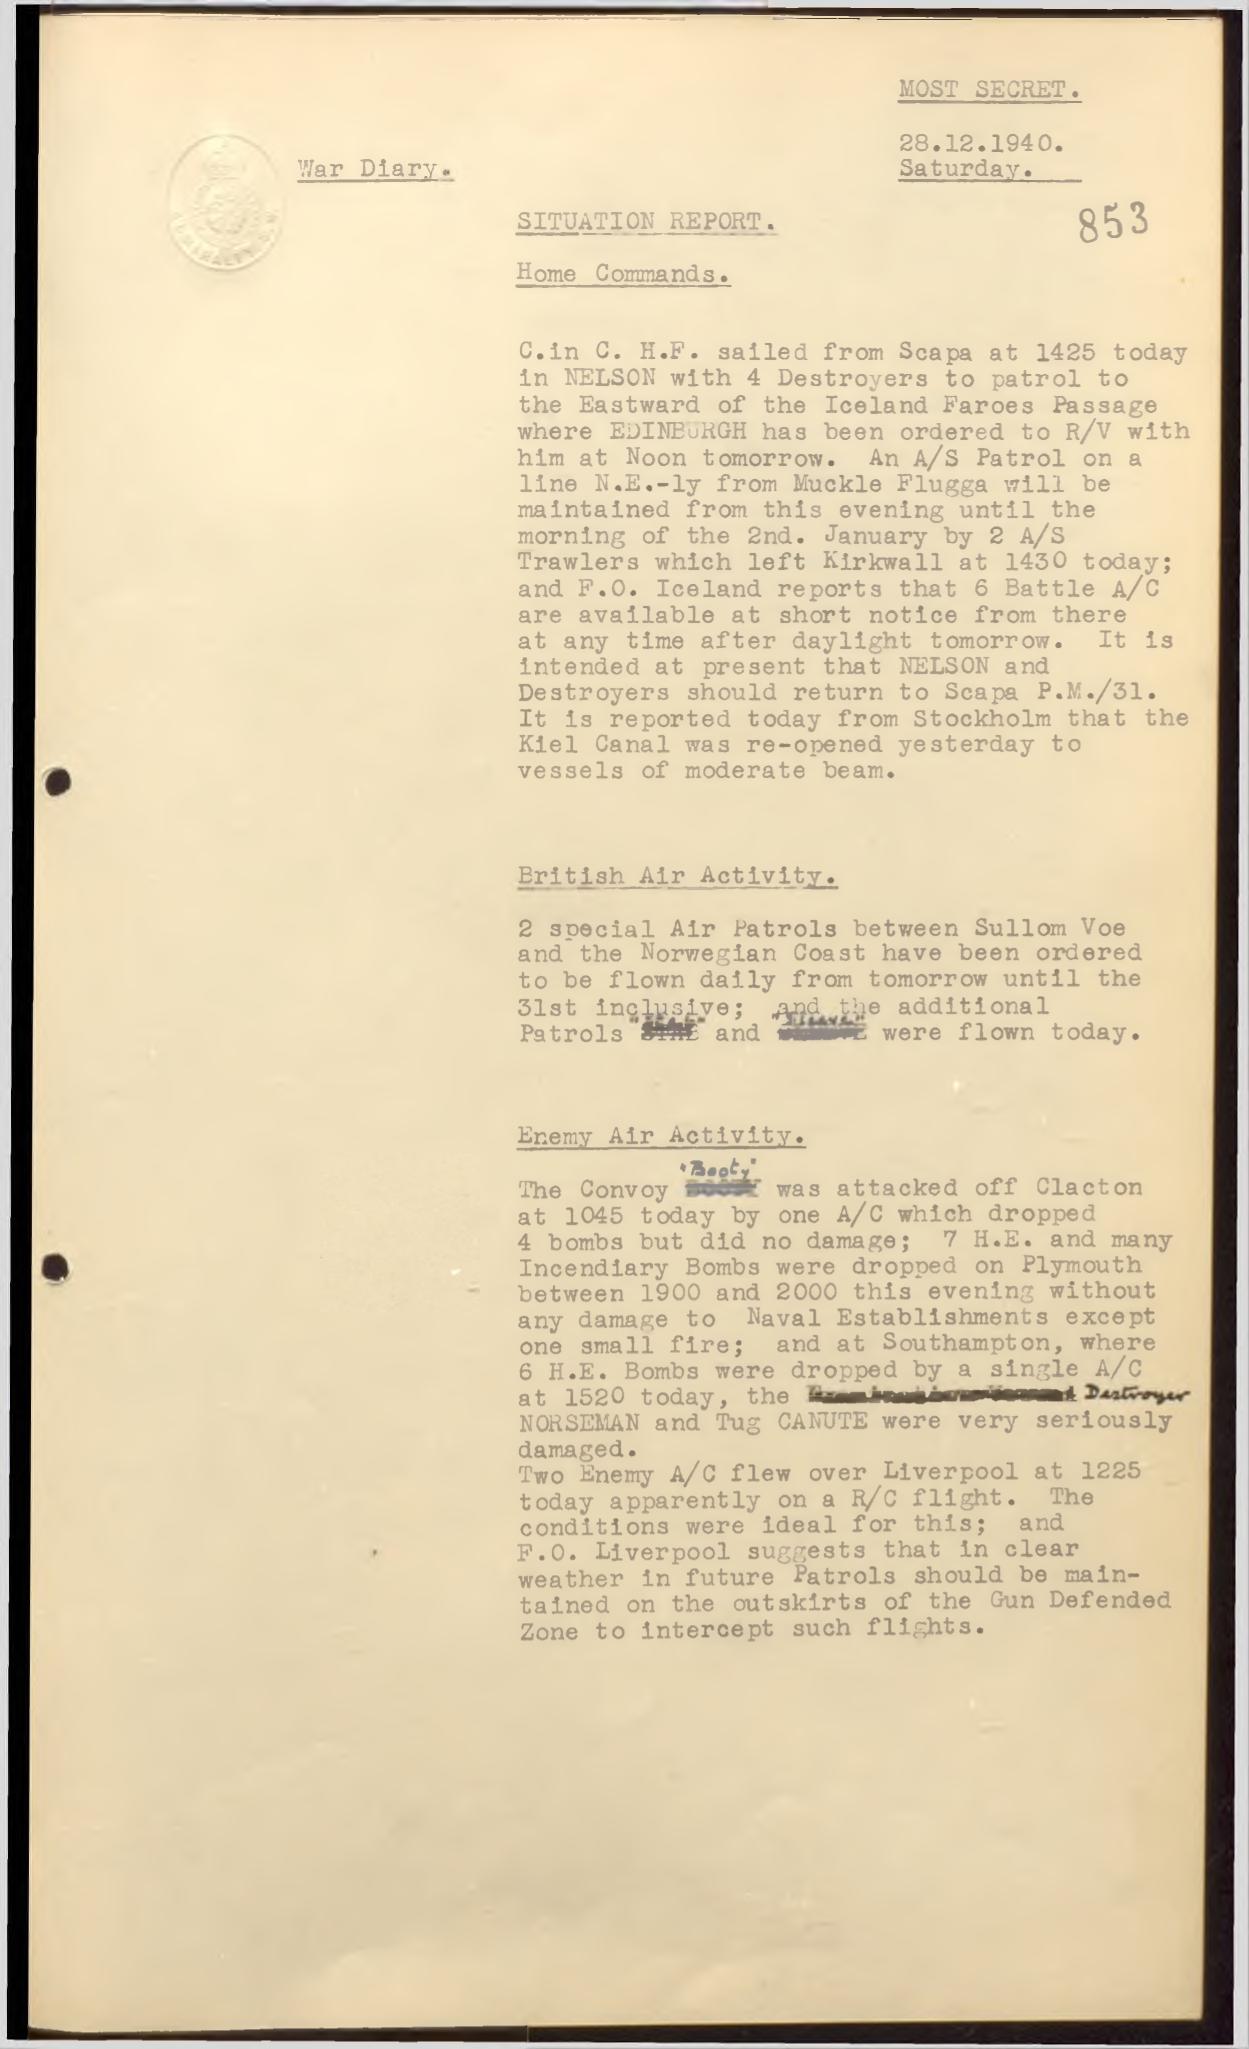 MOST SECRET.
28.12.1940.
War Diary.
Saturday.
853
SITUATION REPORT.
Home Commands.
C.in C. H.F. sailed from Scapa at 1425 today
in NELSON with 4 Destroyers to patrol to
the Eastward of the Iceland Faroes Passage
where EDINBURGH has been ordered to R/V with
him at Noon tomorrow. An A/S Patrol on a
line N.E.-ly from Muckle Flugga will be
maintained from this evening until the
morning of the 2nd. January by 2 A/S
Trawlers which left Kirkwall at 1430 today;
and F.O. Iceland reports that 6 Battle A/C
are available at short notice from there
at any time after daylight tomorrow. It is
intended at present that NELSON and
Destroyers should return to Scapa P.M./31.
It is reported today from Stockholm that the
Kiel Canal was re-opened yesterday to
vessels of moderate beam.
British Air Activity.
2 special Air Patrols between Sullom Voe
and the Norwegian Coast have been ordered
to be flown daily from tomorrow until the
31st inclusive; and the additional
Patrols and were flown today.
Enemy Air Activity.
"Booty"
The Convoy was attacked off Clacton
at 1045 today by one A/C which dropped
4 bombs but did no damage; 7 H.E. and many
Incendiary Bombs were dropped on Plymouth
between 1900 and 2000 this evening without
any damage to Naval Establishments except
one small fire; and at Southampton, where
6 H.E. Bombs were dropped by a single A/C
at 1520 today, the Destroyer
NORSEMAN and Tug CANUTE were very seriously
damaged.
Two Enemy A/C flew over Liverpool at 1225
today apparently on a R/C flight. The
conditions were ideal for this; and
F.O. Liverpool suggests that in clear
weather in future Patrols should be main-
tained on the outskirts of the Gun Defended
Zone to intercept such flights.